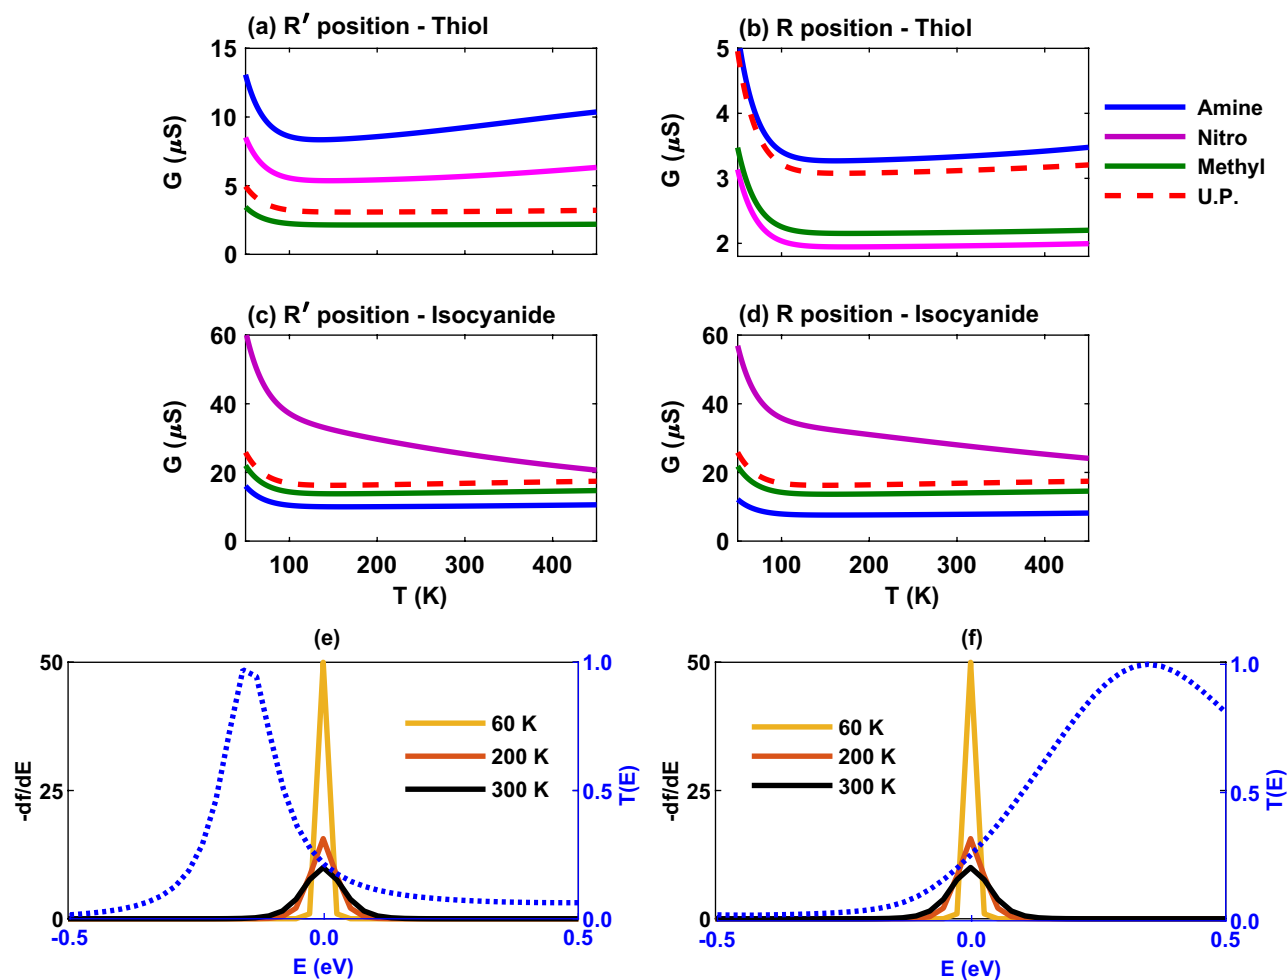 (a) R′ position - Thiol
(b) R position - Thiol
15
10
5
0
G (μS)
5
4
3
2
G (μS)
Amine
Nitro
Methyl
U.P.
(c) R′ position - Isocyanide
(d) R position - Isocyanide
60
40
20
0
G (μS)
100 200 300 400
T (K)
60
40
20
0
G (μS)
100 200 300 400
T (K)
(e)
(f)
50
25
0
-df/dE
60 K
200 K
300 K
1.0
0.5
0.0
T(E)
-0.5 0.0 0.5
E (eV)
50
25
0
-df/dE
60 K
200 K
300 K
1.0
0.5
0.0
T(E)
-0.5 0.0 0.5
E (eV)